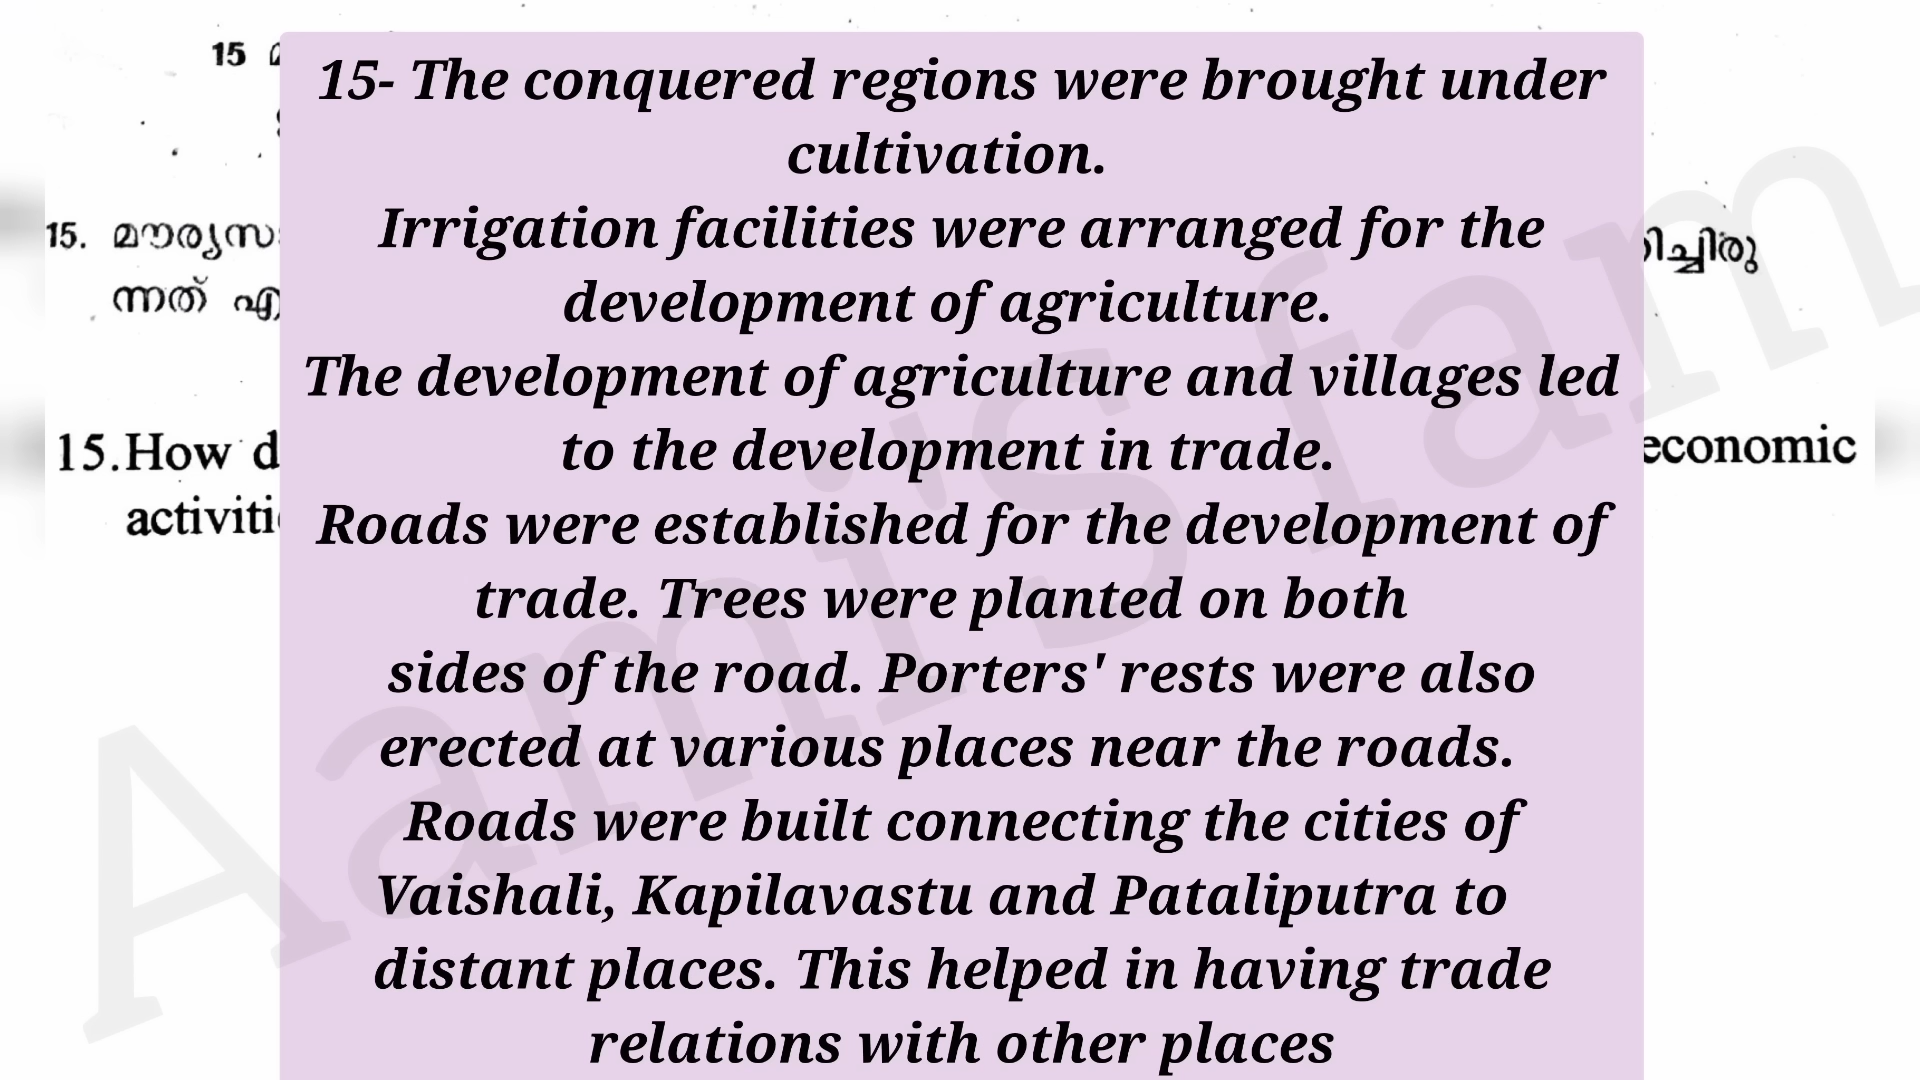 15
15- The conquered regions were brought under
cultivation.
Irrigation facilities were arranged for the
development of agriculture.
The development of agriculture and villages led
to the development in trade.
Roads were established for the development of
trade. Trees were planted on both
sides of the road. Porters' rests were also
erected at various places near the roads.
Roads were built connecting the cities of
Vaishali, Kapilavastu and Pataliputra to
distant places. This helped in having trade
relations with other places
15.
ന്നത്
15. How economic
Aami'S fam